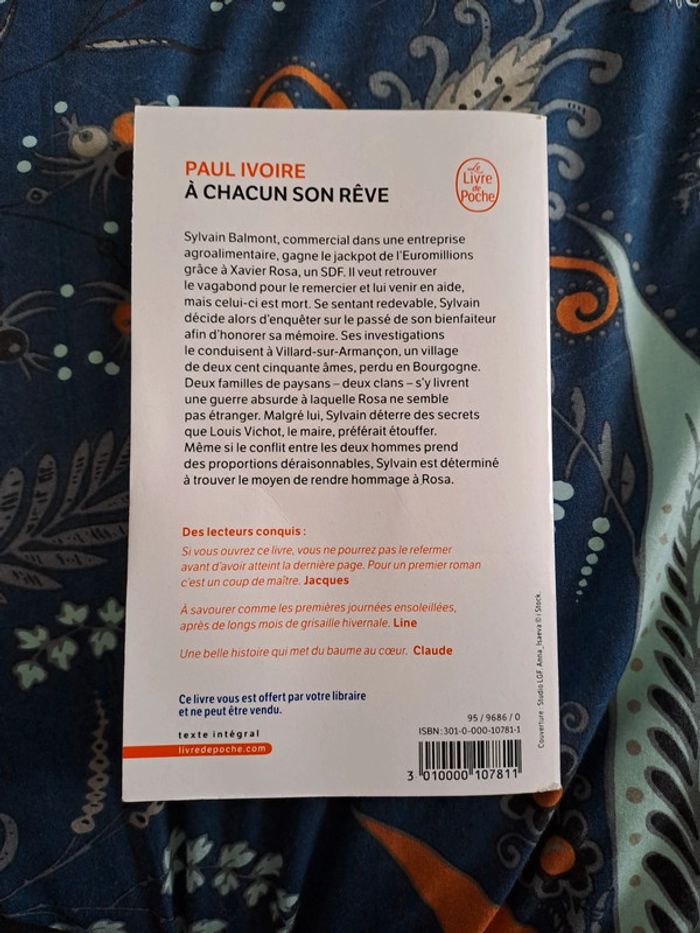 PAUL IVOIRE
À CHACUN SON RÊVE
Le
Livre
de
Poche
Sylvain Balmont, commercial dans une entreprise
agroalimentaire, gagne le jackpot de l'Euromillions
grâce à Xavier Rosa, un SDF. Il veut retrouver
le vagabond pour le remercier et lui venir en aide,
mais celui-ci est mort. Se sentant redevable, Sylvain
décide alors d'enquêter sur le passé de son bienfaiteur
afin d'honorer sa mémoire. Ses investigations
le conduisent à Villard-sur-Armançon, un village
de deux cent cinquante âmes, perdu en Bourgogne.
Deux familles de paysans – deux clans – s'y livrent
une guerre absurde à laquelle Rosa ne semble
pas étranger. Malgré lui, Sylvain déterre des secrets
que Louis Vichot, le maire, préférait étouffer.
Même si le conflit entre les deux hommes prend
des proportions déraisonnables, Sylvain est déterminé
à trouver le moyen de rendre hommage à Rosa.
Des lecteurs conquis :
Si vous ouvrez ce livre, vous ne pourrez pas le refermer
avant d'avoir atteint la dernière page. Pour un premier roman
c'est un coup de maître. Jacques
À savourer comme les premières journées ensoleillées,
après de longs mois de grisaille hivernale. Line
Une belle histoire qui met du baume au cœur. Claude
Ce livre vous est offert par votre libraire
et ne peut être vendu.
texte intégral
livredepoche.com
95 / 9686 / 0
ISBN : 301-0-000-10781-1
3 010000 107811
Couverture : Studio LGF. Anna_Isaeva © iStock.